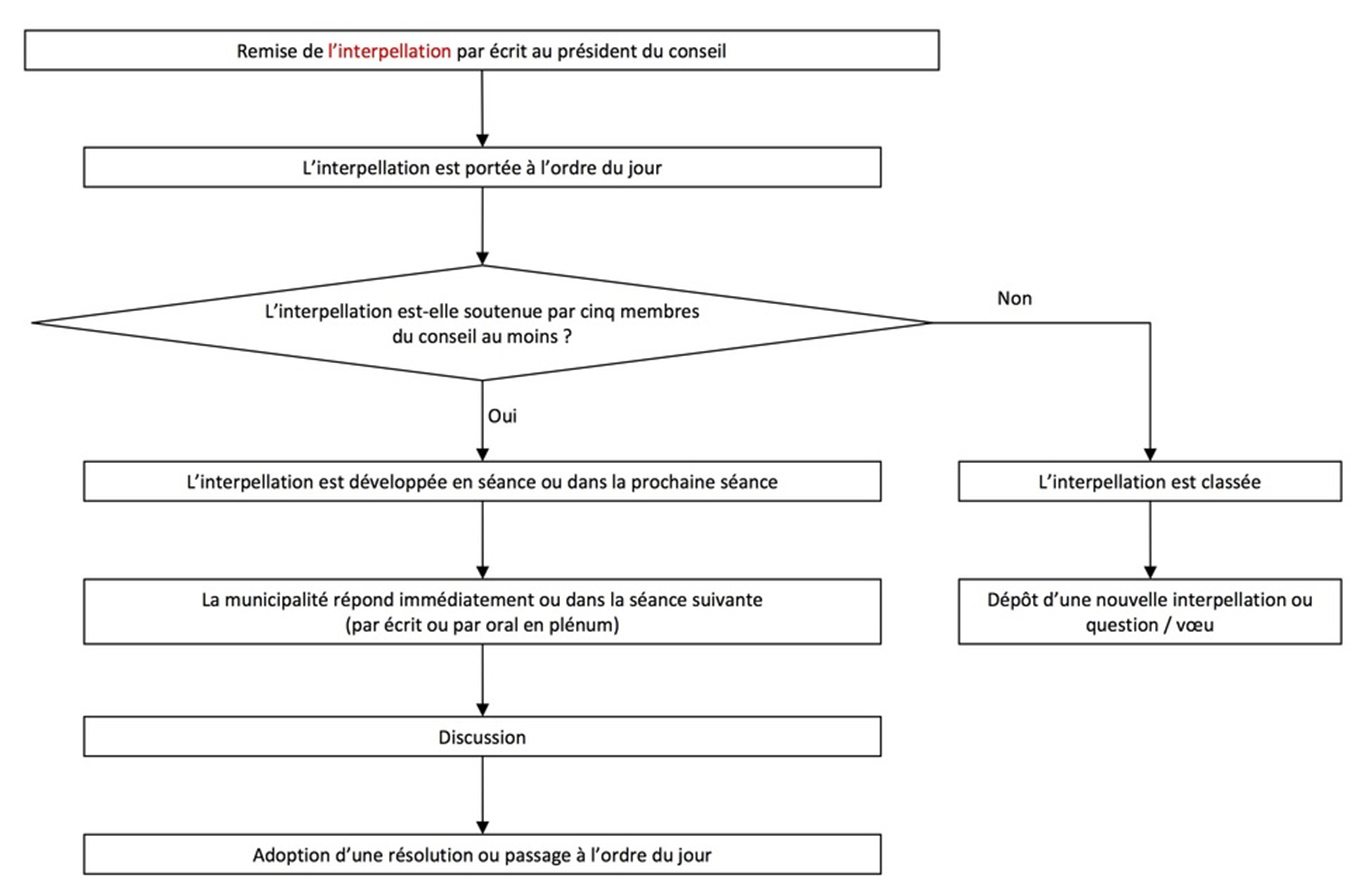 Remise de l’interpellation par écrit au président du conseil
L’interpellation est portée à l’ordre du jour
L’interpellation est-elle soutenue par cinq membres
du conseil au moins ?
Non
Oui
L’interpellation est développée en séance ou dans la prochaine séance
L’interpellation est classée
La municipalité répond immédiatement ou dans la séance suivante
(par écrit ou par oral en plénum)
Dépôt d’une nouvelle interpellation ou
question / vœu
Discussion
Adoption d’une résolution ou passage à l’ordre du jour